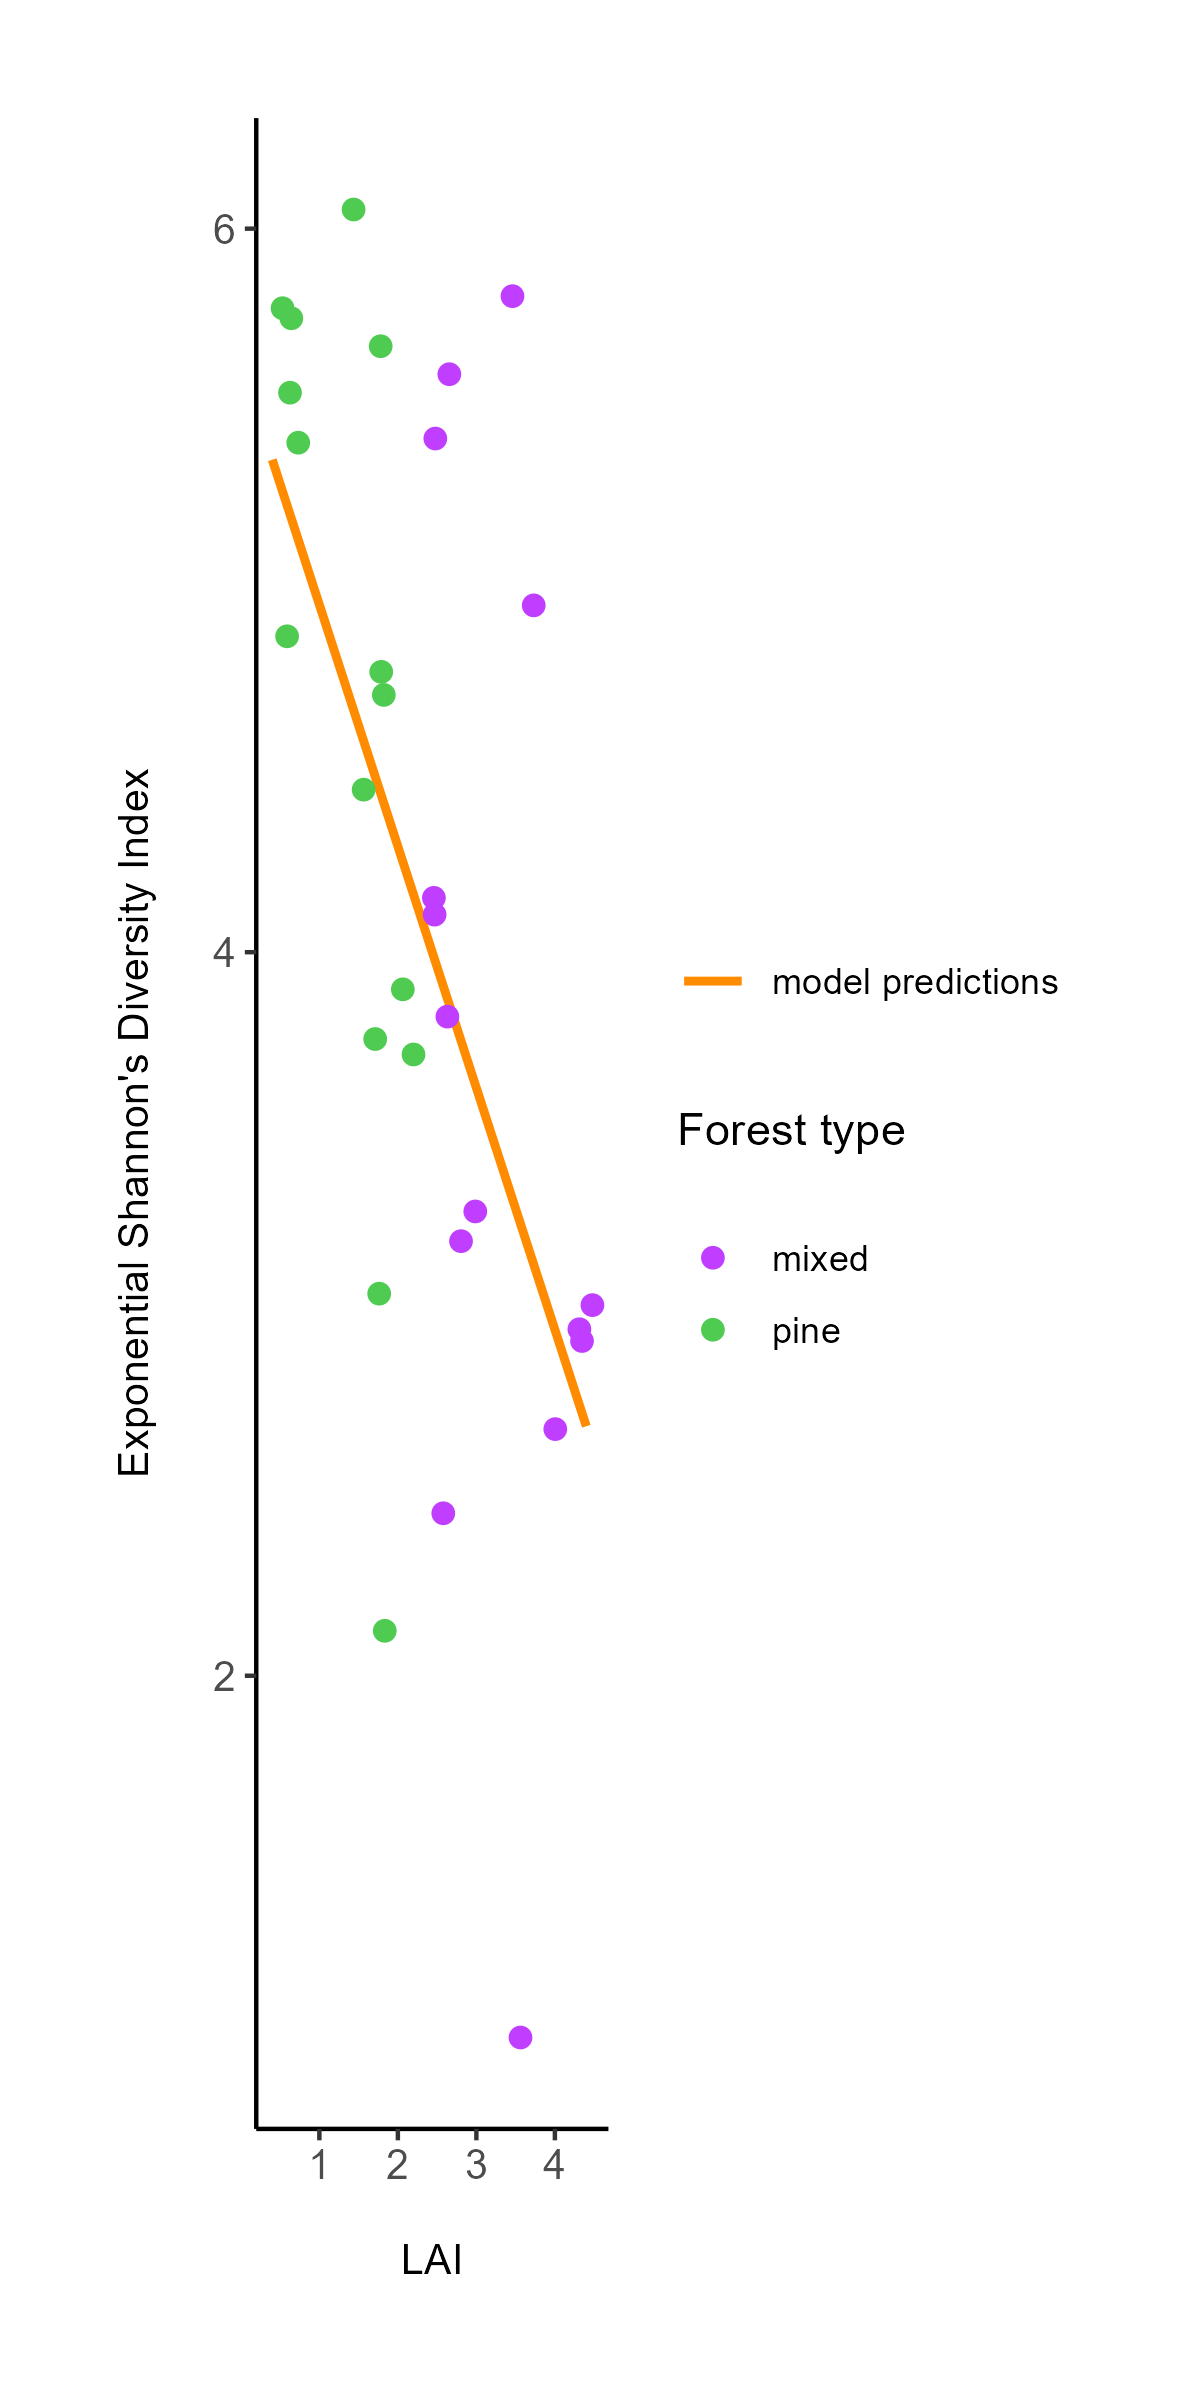 6
4
2
Exponential Shannon's Diversity Index
1 2 3 4
LAI
model predictions
Forest type
mixed
pine